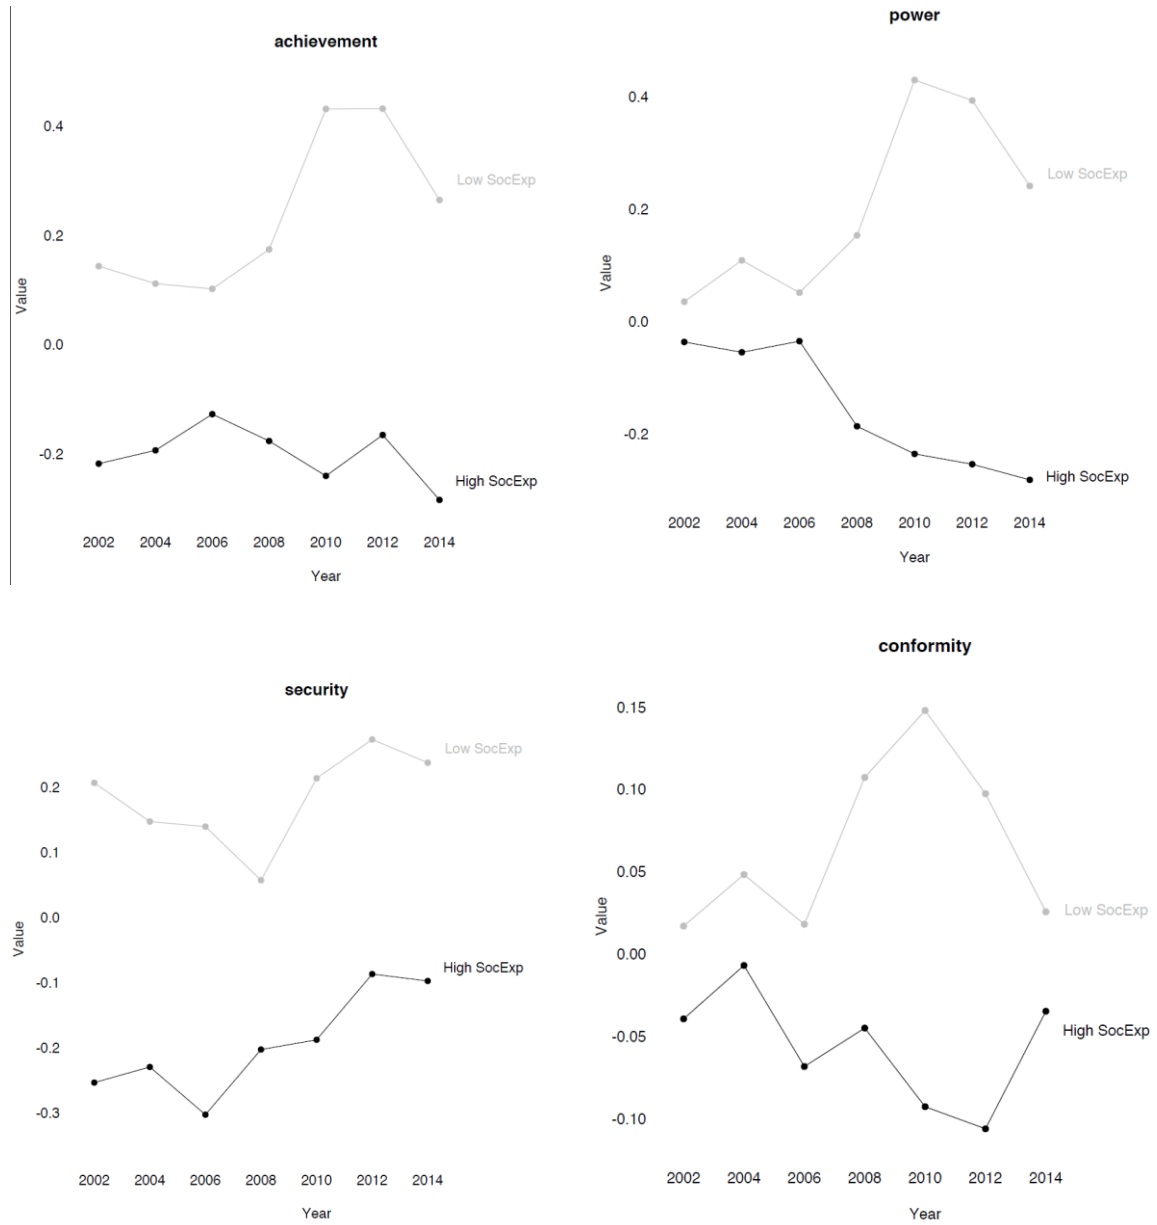 achievement
0.4
0.2
0.0
-0.2
Value
Low SocExp
High SocExp
2002 2004 2006 2008 2010 2012 2014
Year
power
0.4
0.2
0.0
-0.2
Value
Low SocExp
High SocExp
2002 2004 2006 2008 2010 2012 2014
Year
security
0.2
0.1
0.0
-0.1
-0.2
-0.3
Value
Low SocExp
High SocExp
2002 2004 2006 2008 2010 2012 2014
Year
conformity
0.15
0.10
0.05
0.00
-0.05
-0.10
Value
Low SocExp
High SocExp
2002 2004 2006 2008 2010 2012 2014
Year